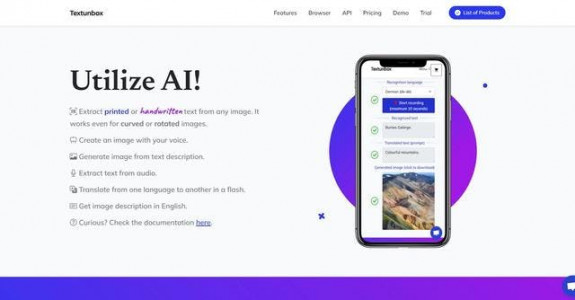 Textunbox
Features Browser API Pricing Demo Trial List of Products
Utilize AI!
Extract printed or handwritten text from any image. It
works even for curved or rotated images.
Create an image with your voice.
Generate image from text description.
Extract text from audio.
Translate from one language to another in a flash.
Get image description in English.
Curious? Check the documentation here.
Textunbox
Recognition language
German (de-de)
Start recording
(maximum 15 seconds)
Recognized text
Translated text (prompt)
Colourful mountains.
Generated image (click to download)